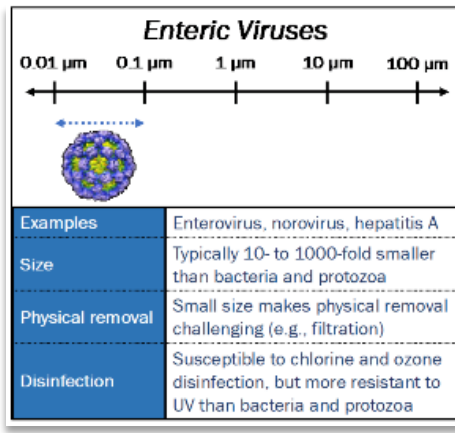 Enteric Viruses
0.01 µm 0.1 µm 1 µm 10 µm 100 µm
Examples
Enterovirus, norovirus, hepatitis A
Size
Typically 10- to 1000-fold smaller
than bacteria and protozoa
Physical removal
Small size makes physical removal
challenging (e.g., filtration)
Disinfection
Susceptible to chlorine and ozone
disinfection, but more resistant to
UV than bacteria and protozoa